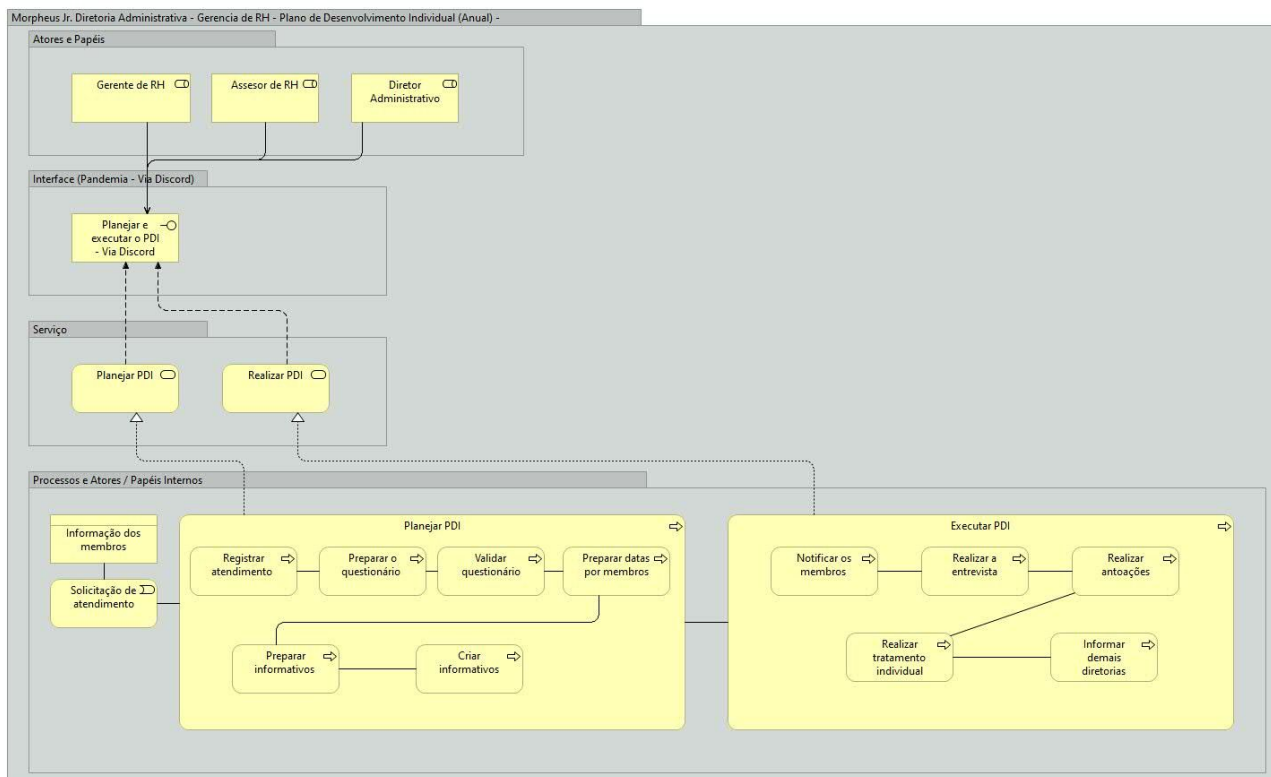 Morpheus Jr. Diretoria Administrativa - Gerencia de RH - Plano de Desenvolvimento Individual (Anual) -
Atores e Papéis
Gerente de RH
Assesor de RH
Diretor
Administrativo
Interface (Pandemia - Via Discord)
Planejar e
executar o PDI
- Via Discord
Serviço
Planejar PDI
Realizar PDI
Processos e Atores / Papéis Internos
Informação dos
membros
Solicitação de
atendimento
Planejar PDI
Registrar
atendimento
Preparar o
questionário
Validar
questionário
Preparar datas
por membros
Preparar
informativos
Criar
informativos
Executar PDI
Notificar os
membros
Realizar a
entrevista
Realizar
antoações
Realizar
tratamento
individual
Informar
demais
diretorias